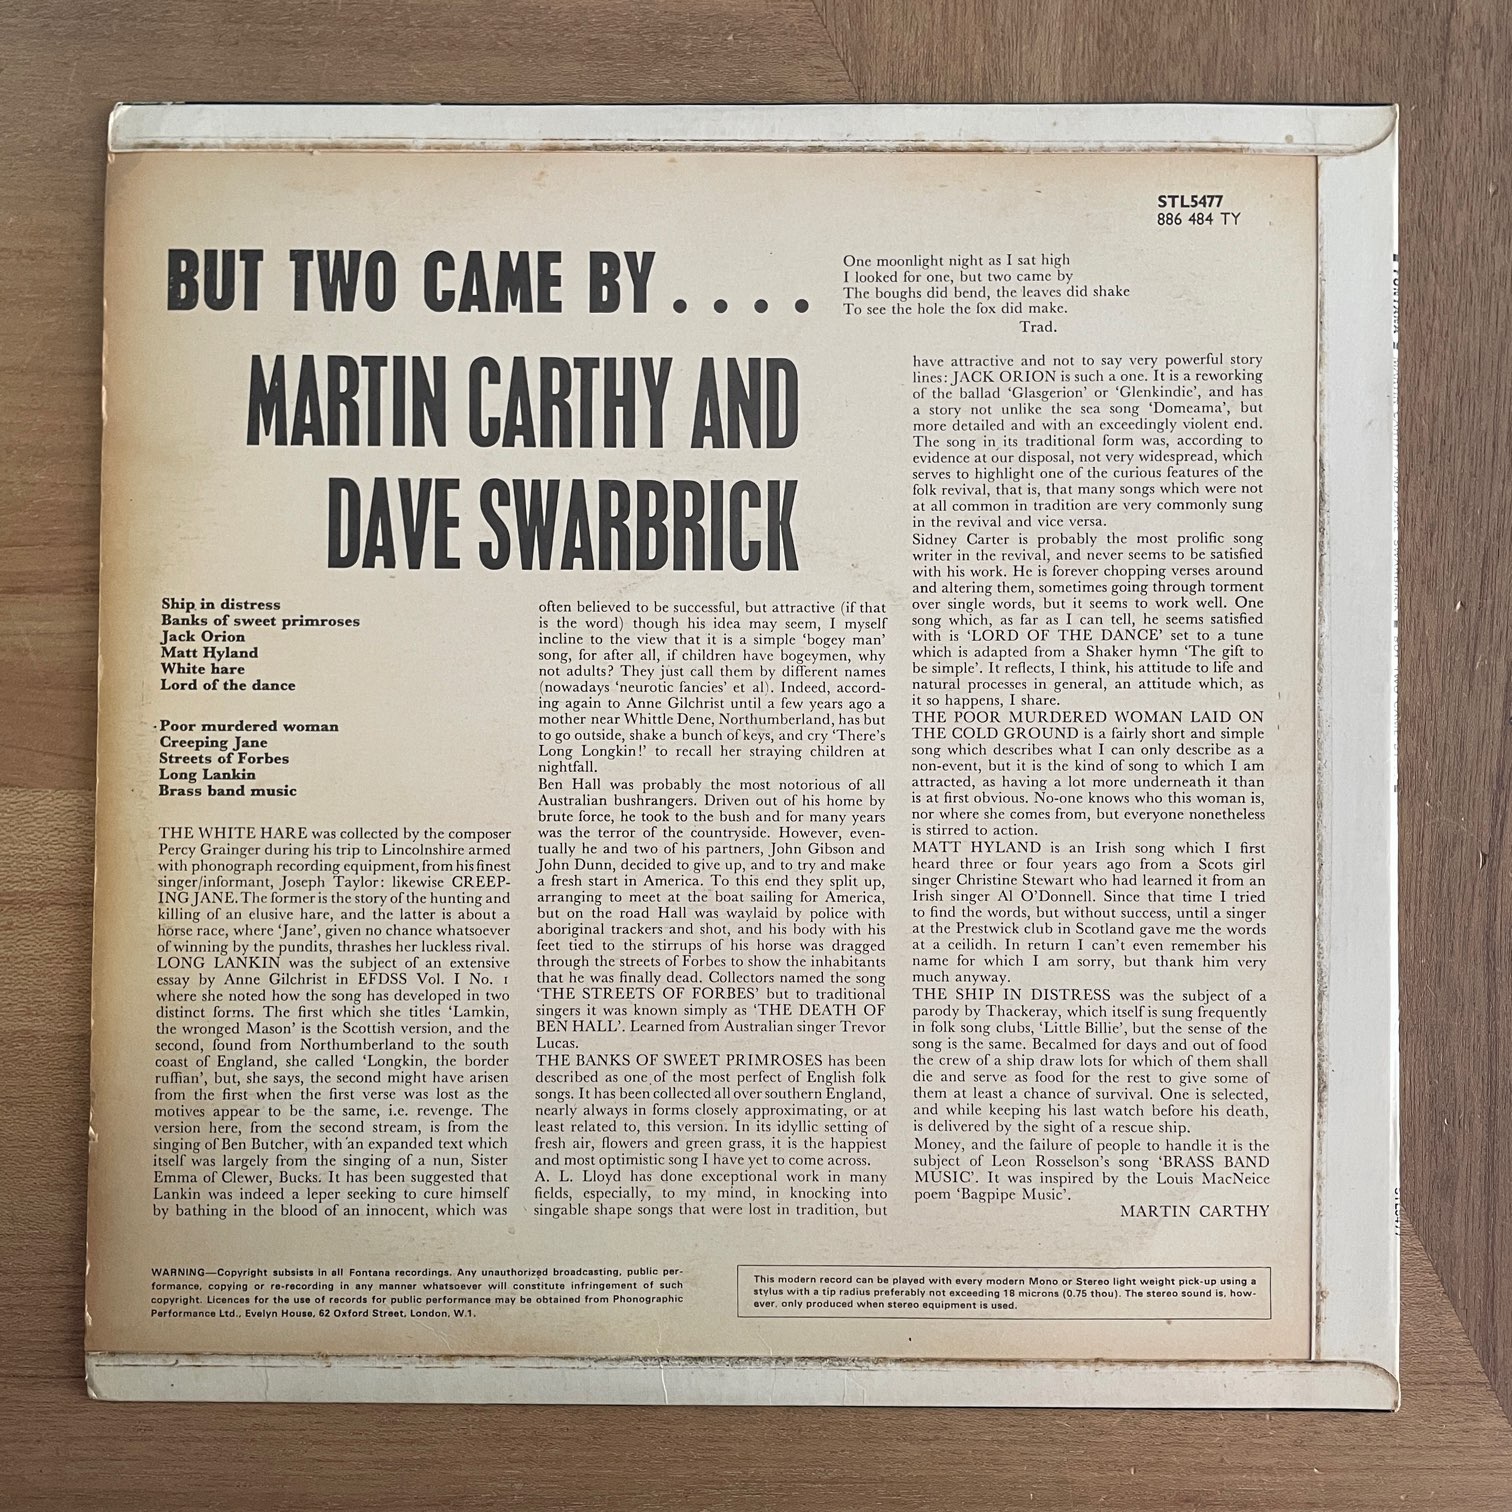 STL5477
886 484 TY
BUT TWO CAME BY . . . .
MARTIN CARTHY AND
DAVE SWARBRICK
One moonlight night as I sat high
I looked for one, but two came by
The boughs did bend, the leaves did shake
To see the hole the fox did make.
Trad.
Ship in distress
Banks of sweet primroses
Jack Orion
Matt Hyland
White hare
Lord of the dance
Poor murdered woman
Creeping Jane
Streets of Forbes
Long Lankin
Brass band music
THE WHITE HARE was collected by the composer
Percy Grainger during his trip to Lincolnshire armed
with phonograph recording equipment, from his finest
singer/informant, Joseph Taylor: likewise CREEP-
ING JANE. The former is the story of the hunting and
killing of an elusive hare, and the latter is about a
horse race, where 'Jane', given no chance whatsoever
of winning by the pundits, thrashes her luckless rival.
LONG LANKIN was the subject of an extensive
essay by Anne Gilchrist in EFDSS Vol. I No. 1
where she noted how the song has developed in two
distinct forms. The first which she titles 'Lamkin,
the wronged Mason' is the Scottish version, and the
second, found from Northumberland to the south
coast of England, she called 'Longkin, the border
ruffian', but, she says, the second might have arisen
from the first when the first verse was lost as the
motives appear to be the same, i.e. revenge. The
version here, from the second stream, is from the
singing of Ben Butcher, with an expanded text which
itself was largely from the singing of a nun, Sister
Emma of Clewer, Bucks. It has been suggested that
Lankin was indeed a leper seeking to cure himself
by bathing in the blood of an innocent, which was
often believed to be successful, but attractive (if that
is the word) though his idea may seem, I myself
incline to the view that it is a simple 'bogey man'
song, for after all, if children have bogeymen, why
not adults? They just call them by different names
(nowadays 'neurotic fancies' et al). Indeed, accord-
ing again to Anne Gilchrist until a few years ago a
mother near Whittle Dene, Northumberland, has but
to go outside, shake a bunch of keys, and cry 'There's
Long Longkin!' to recall her straying children at
nightfall.
Ben Hall was probably the most notorious of all
Australian bushrangers. Driven out of his home by
brute force, he took to the bush and for many years
was the terror of the countryside. However, even-
tually he and two of his partners, John Gibson and
John Dunn, decided to give up, and to try and make
a fresh start in America. To this end they split up,
arranging to meet at the boat sailing for America,
but on the road Hall was waylaid by police with
aboriginal trackers and shot, and his body with his
feet tied to the stirrups of his horse was dragged
through the streets of Forbes to show the inhabitants
that he was finally dead. Collectors named the song
'THE STREETS OF FORBES' but to traditional
singers it was known simply as 'THE DEATH OF
BEN HALL'. Learned from Australian singer Trevor
Lucas.
THE BANKS OF SWEET PRIMROSES has been
described as one of the most perfect of English folk
songs. It has been collected all over southern England,
nearly always in forms closely approximating, or at
least related to, this version. In its idyllic setting of
fresh air, flowers and green grass, it is the happiest
and most optimistic song I have yet to come across.
A. L. Lloyd has done exceptional work in many
fields, especially, to my mind, in knocking into
singable shape songs that were lost in tradition, but
have attractive and not to say very powerful story
lines: JACK ORION is such a one. It is a reworking
of the ballad 'Glasgerion' or 'Glenkindie', and has
a story not unlike the sea song 'Domeama', but
more detailed and with an exceedingly violent end.
The song in its traditional form was, according to
evidence at our disposal, not very widespread, which
serves to highlight one of the curious features of the
folk revival, that is, that many songs which were not
at all common in tradition are very commonly sung
in the revival and vice versa.
Sidney Carter is probably the most prolific song
writer in the revival, and never seems to be satisfied
with his work. He is forever chopping verses around
and altering them, sometimes going through torment
over single words, but it seems to work well. One
song which, as far as I can tell, he seems satisfied
with is 'LORD OF THE DANCE' set to a tune
which is adapted from a Shaker hymn 'The gift to
be simple'. It reflects, I think, his attitude to life and
natural processes in general, an attitude which, as
it so happens, I share.
THE POOR MURDERED WOMAN LAID ON
THE COLD GROUND is a fairly short and simple
song which describes what I can only describe as a
non-event, but it is the kind of song to which I am
attracted, as having a lot more underneath it than
is at first obvious. No-one knows who this woman is,
nor where she comes from, but everyone nonetheless
is stirred to action.
MATT HYLAND is an Irish song which I first
heard three or four years ago from a Scots girl
singer Christine Stewart who had learned it from an
Irish singer Al O'Donnell. Since that time I tried
to find the words, but without success, until a singer
at the Prestwick club in Scotland gave me the words
at a ceilidh. In return I can't even remember his
name for which I am sorry, but thank him very
much anyway.
THE SHIP IN DISTRESS was the subject of a
parody by Thackeray, which itself is sung frequently
in folk song clubs, 'Little Billie', but the sense of the
song is the same. Becalmed for days and out of food
the crew of a ship draw lots for which of them shall
die and serve as food for the rest to give some of
them at least a chance of survival. One is selected,
and while keeping his last watch before his death,
is delivered by the sight of a rescue ship.
Money, and the failure of people to handle it is the
subject of Leon Rosselson's song 'BRASS BAND
MUSIC'. It was inspired by the Louis MacNeice
poem 'Bagpipe Music'.
MARTIN CARTHY
WARNING—Copyright subsists in all Fontana recordings. Any unauthorized broadcasting, public per-
formance, copying or re-recording in any manner whatsoever will constitute infringement of such
copyright. Licences for the use of records for public performance may be obtained from Phonographic
Performance Ltd., Evelyn House, 62 Oxford Street, London, W.1.
This modern record can be played with every modern Mono or Stereo light weight pick-up using a
stylus with a tip radius preferably not exceeding 18 microns (0.75 thou). The stereo sound is, how-
ever, only produced when stereo equipment is used.